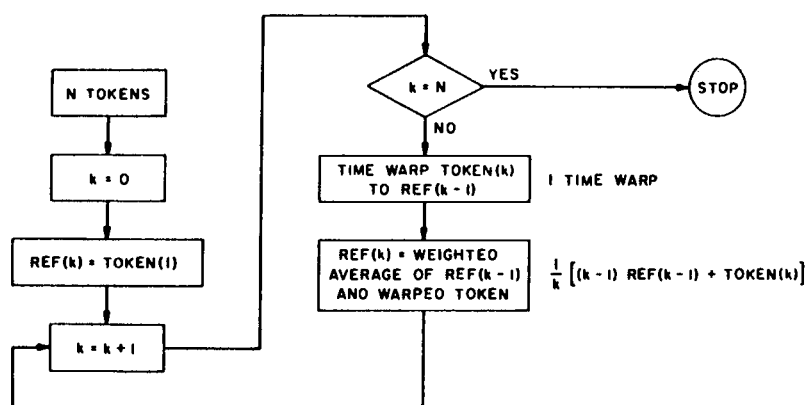 N TOKENS
k = 0
REF(k) = TOKEN(1)
k = k + 1
k = N
YES
STOP
NO
TIME WARP TOKEN(k)
TO REF(k - 1)
1 TIME WARP
REF(k) = WEIGHTED
AVERAGE OF REF(k - 1)
AND WARPED TOKEN
1/k [(k - 1) REF(k - 1) + TOKEN(k)]